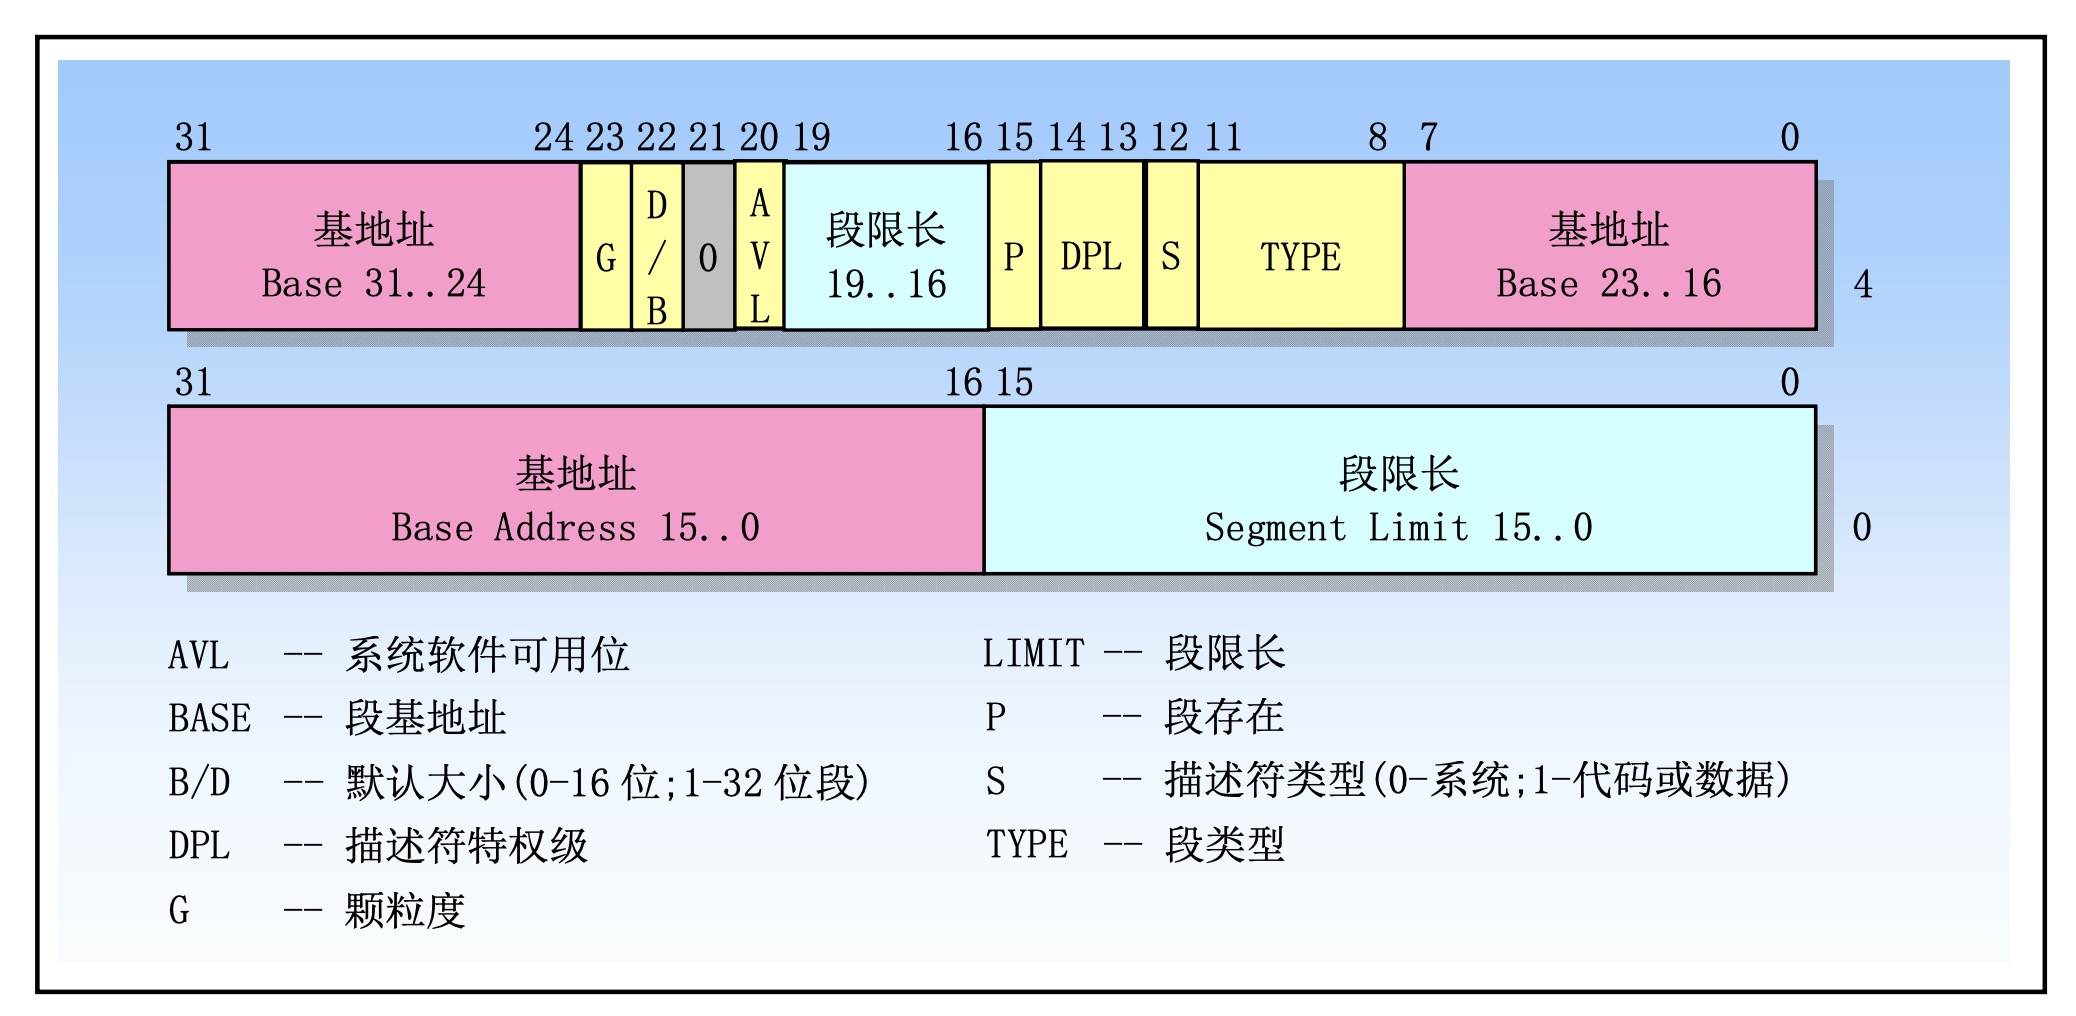 31 24 23 22 21 20 19 16 15 14 13 12 11 8 7 0
基地址 Base 31..24
G
D/B
0
AVL
段限长 19..16
P
DPL
S
TYPE
基地址 Base 23..16
4
31 16 15 0
基地址
Base Address 15..0
段限长
Segment Limit 15..0
0
AVL -- 系统软件可用位
BASE -- 段基地址
B/D -- 默认大小(0-16 位;1-32 位段)
DPL -- 描述符特权级
G -- 颗粒度
LIMIT -- 段限长
P -- 段存在
S -- 描述符类型(0-系统;1-代码或数据)
TYPE -- 段类型